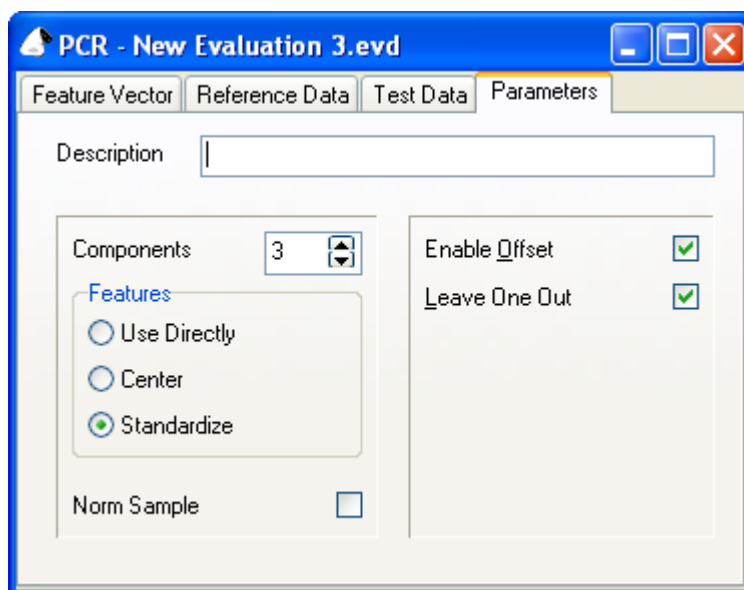 PCR - New Evaluation 3.evd
Feature Vector Reference Data Test Data Parameters
Description
Components 3
Features
Use Directly
Center
Standardize
Norm Sample
Enable Offset
Leave One Out